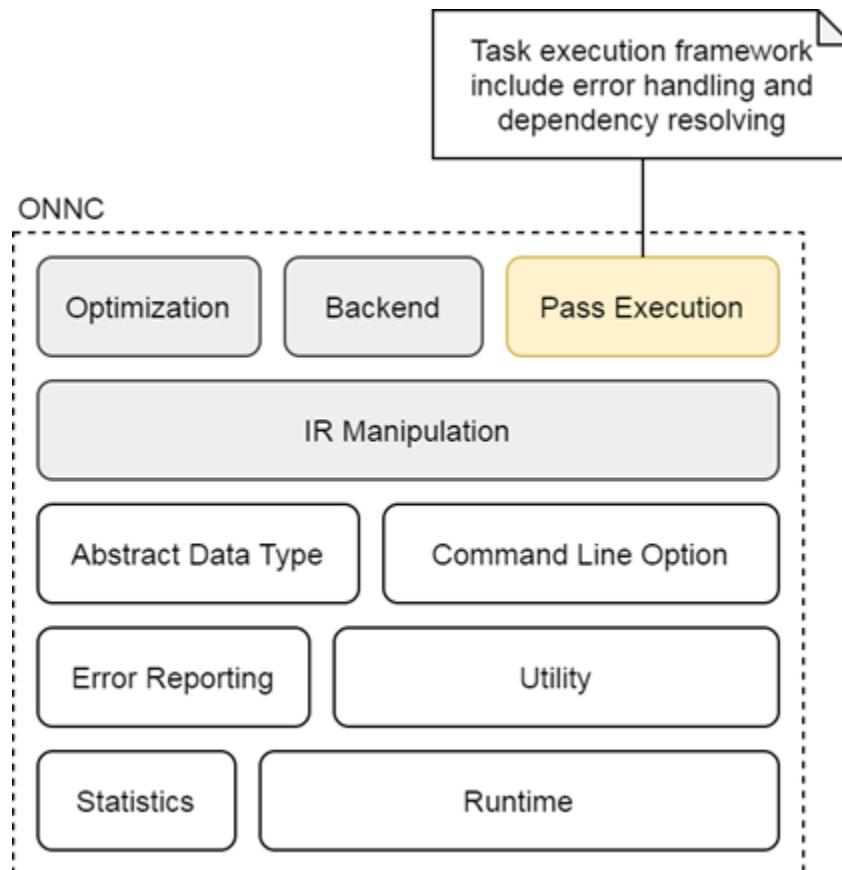 Task execution framework
include error handling and
dependency resolving
ONNC
Optimization Backend Pass Execution
IR Manipulation
Abstract Data Type Command Line Option
Error Reporting Utility
Statistics Runtime